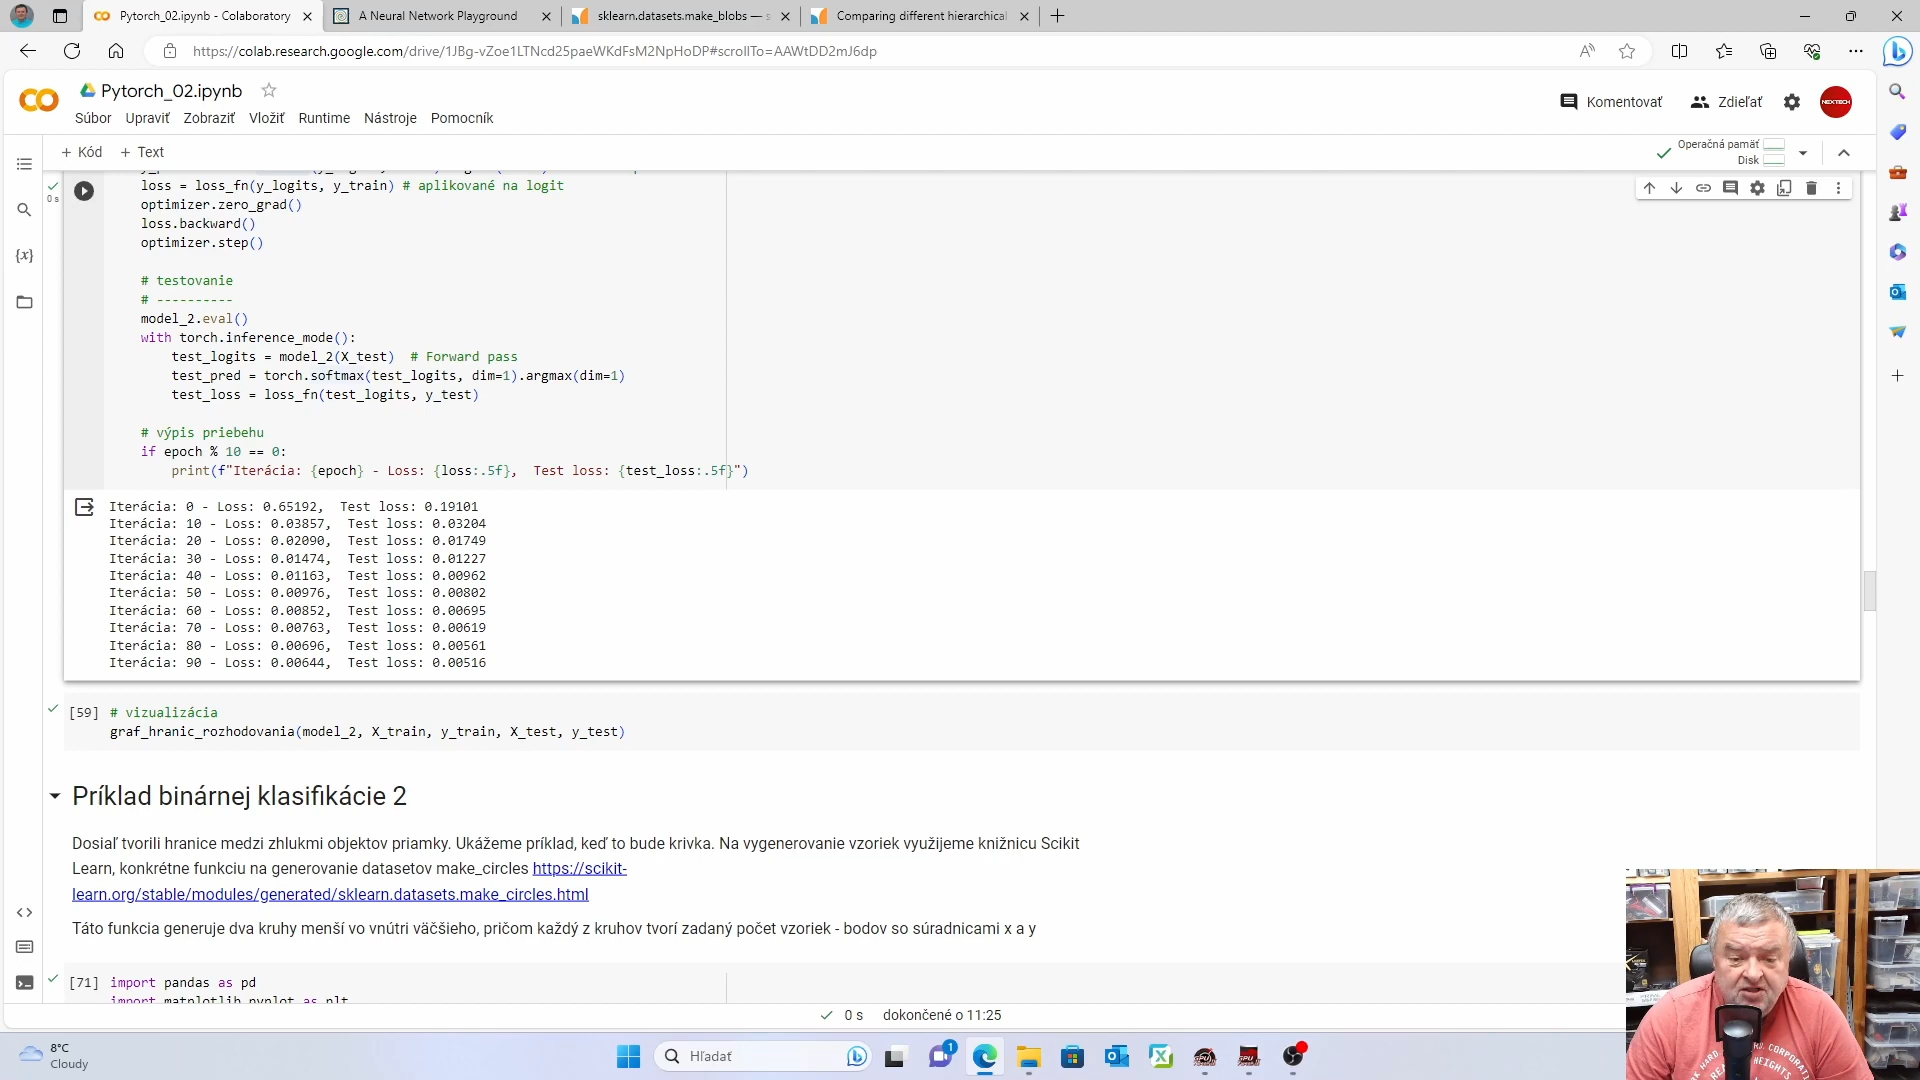 Pytorch_02.ipynb - Colaboratory
A Neural Network Playground
sklearn.datasets.make_blobs — s
Comparing different hierarchical
https://colab.research.google.com/drive/1JBg-vZoe1LTNcd25paeWKdFsM2NpHoDP#scrollTo=AAWtDD2mJ6dp
Pytorch_02.ipynb
Súbor Upraviť Zobraziť Vložiť Runtime Nástroje Pomocník
Komentovať
Zdieľať
NEXTECH
+ Kód + Text
Operačná pamäť
Disk
0 s
loss = loss_fn(y_logits, y_train) # aplikované na logit
optimizer.zero_grad()
loss.backward()
optimizer.step()
# testovanie
# ----------
model_2.eval()
with torch.inference_mode():
test_logits = model_2(X_test)  # Forward pass
test_pred = torch.softmax(test_logits, dim=1).argmax(dim=1)
test_loss = loss_fn(test_logits, y_test)
# výpis priebehu
if epoch % 10 == 0:
print(f"Iterácia: {epoch} - Loss: {loss:.5f},  Test loss: {test_loss:.5f}")
Iterácia: 0 - Loss: 0.65192,  Test loss: 0.19101
Iterácia: 10 - Loss: 0.03857,  Test loss: 0.03204
Iterácia: 20 - Loss: 0.02090,  Test loss: 0.01749
Iterácia: 30 - Loss: 0.01474,  Test loss: 0.01227
Iterácia: 40 - Loss: 0.01163,  Test loss: 0.00962
Iterácia: 50 - Loss: 0.00976,  Test loss: 0.00802
Iterácia: 60 - Loss: 0.00852,  Test loss: 0.00695
Iterácia: 70 - Loss: 0.00763,  Test loss: 0.00619
Iterácia: 80 - Loss: 0.00696,  Test loss: 0.00561
Iterácia: 90 - Loss: 0.00644,  Test loss: 0.00516
[59] # vizualizácia
graf_hranic_rozhodovania(model_2, X_train, y_train, X_test, y_test)
Príklad binárnej klasifikácie 2
Dosiaľ tvorili hranice medzi zhlukmi objektov priamky. Ukážeme príklad, keď to bude krivka. Na vygenerovanie vzoriek využijeme knižnicu Scikit
Learn, konkrétne funkciu na generovanie datasetov make_circles https://scikit-
learn.org/stable/modules/generated/sklearn.datasets.make_circles.html
Táto funkcia generuje dva kruhy menší vo vnútri väčšieho, pričom každý z kruhov tvorí zadaný počet vzoriek - bodov so súradnicami x a y
[71] import pandas as pd
import matplotlib.pyplot as plt
0 s dokončené o 11:25
8°C
Cloudy
Hľadať
1